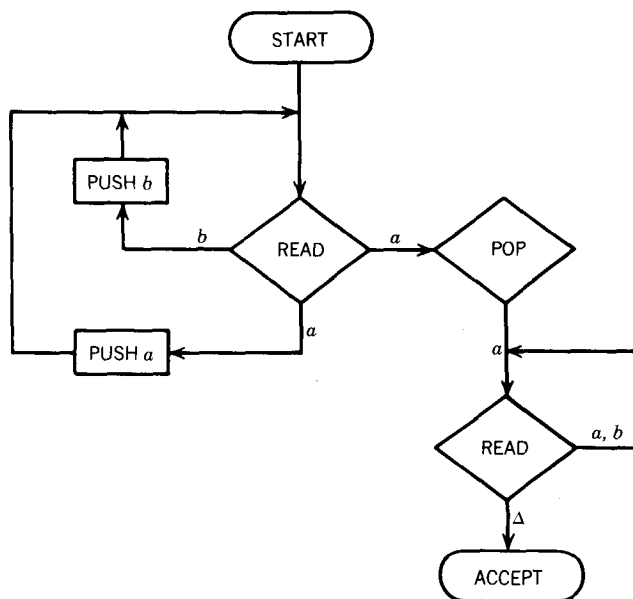 START
PUSH b
b
READ
a
POP
a
PUSH a
a
READ
a, b
Δ
ACCEPT